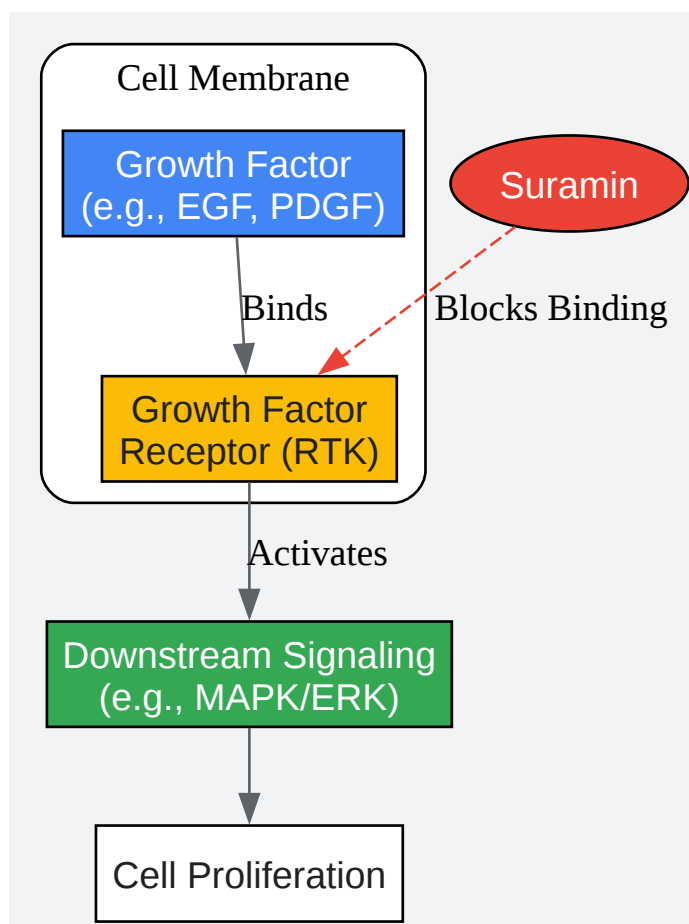 Cell Membrane
Growth Factor
(e.g., EGF, PDGF)
Suramin
Binds
Blocks Binding
Growth Factor
Receptor (RTK)
Activates
Downstream Signaling
(e.g., MAPK/ERK)
Cell Proliferation